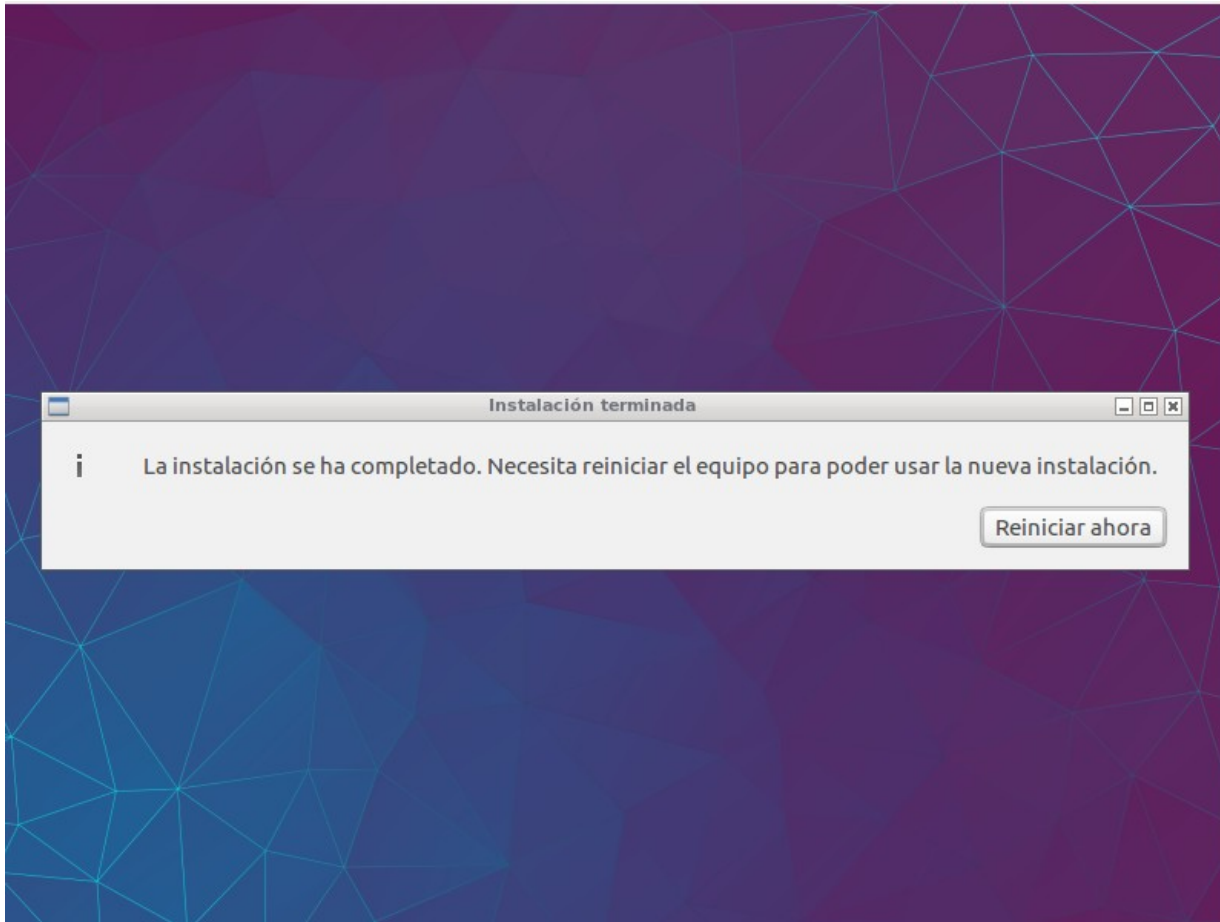 Instalación terminada
La instalación se ha completado. Necesita reiniciar el equipo para poder usar la nueva instalación.
Reiniciar ahora